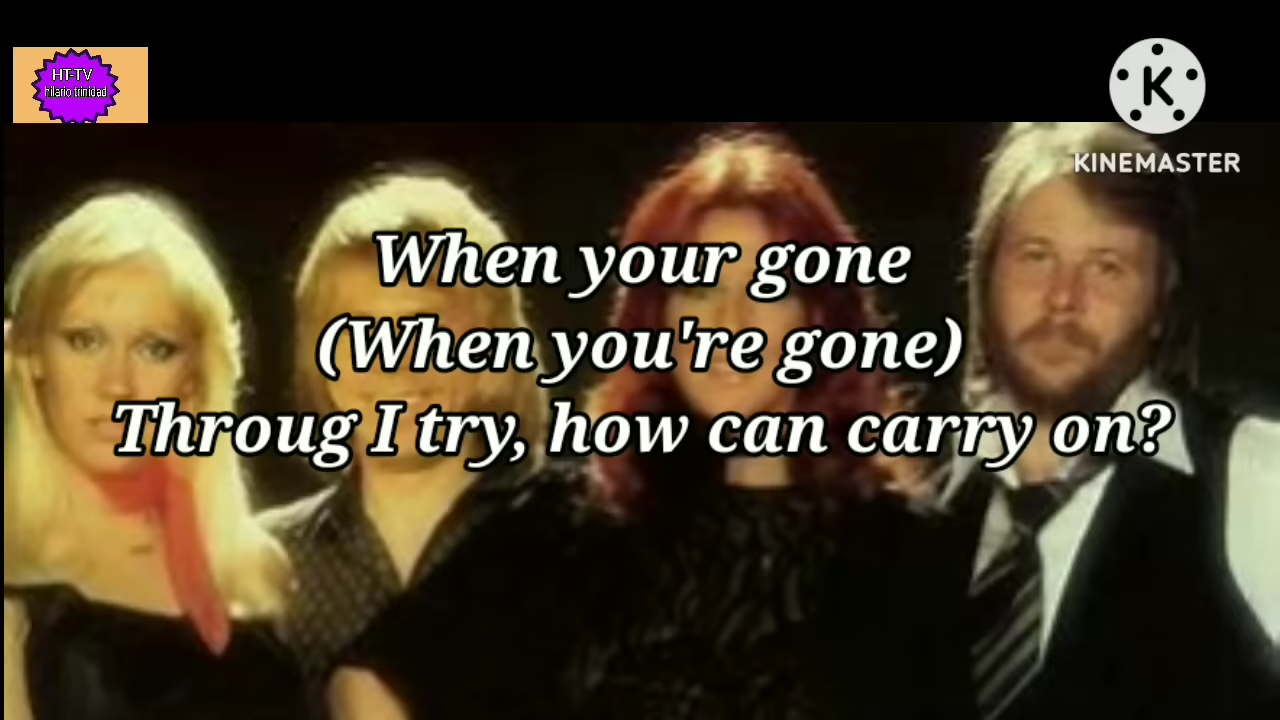 HT-TV
hilario trinidad
K
KINEMASTER
When your gone
(When you're gone)
Throug I try, how can carry on?